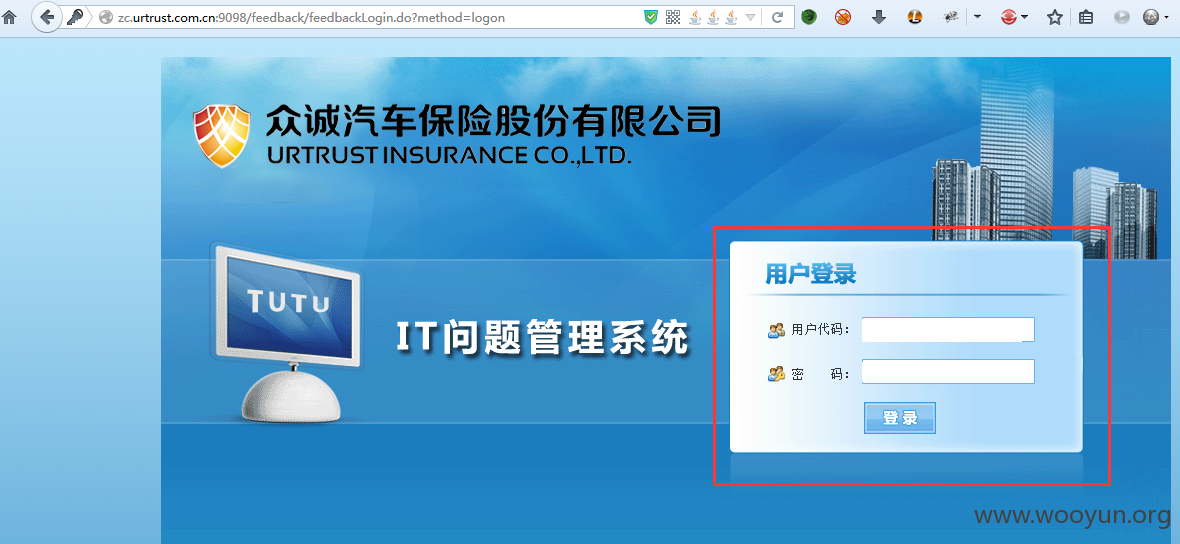 zc.urtrust.com.cn:9098/feedback/feedbackLogin.do?method=logon
众诚汽车保险股份有限公司
URTRUST INSURANCE CO.,LTD.
TUTU
IT问题管理系统
用户登录
用户代码：
密 码：
登 录
www.wooyun.org